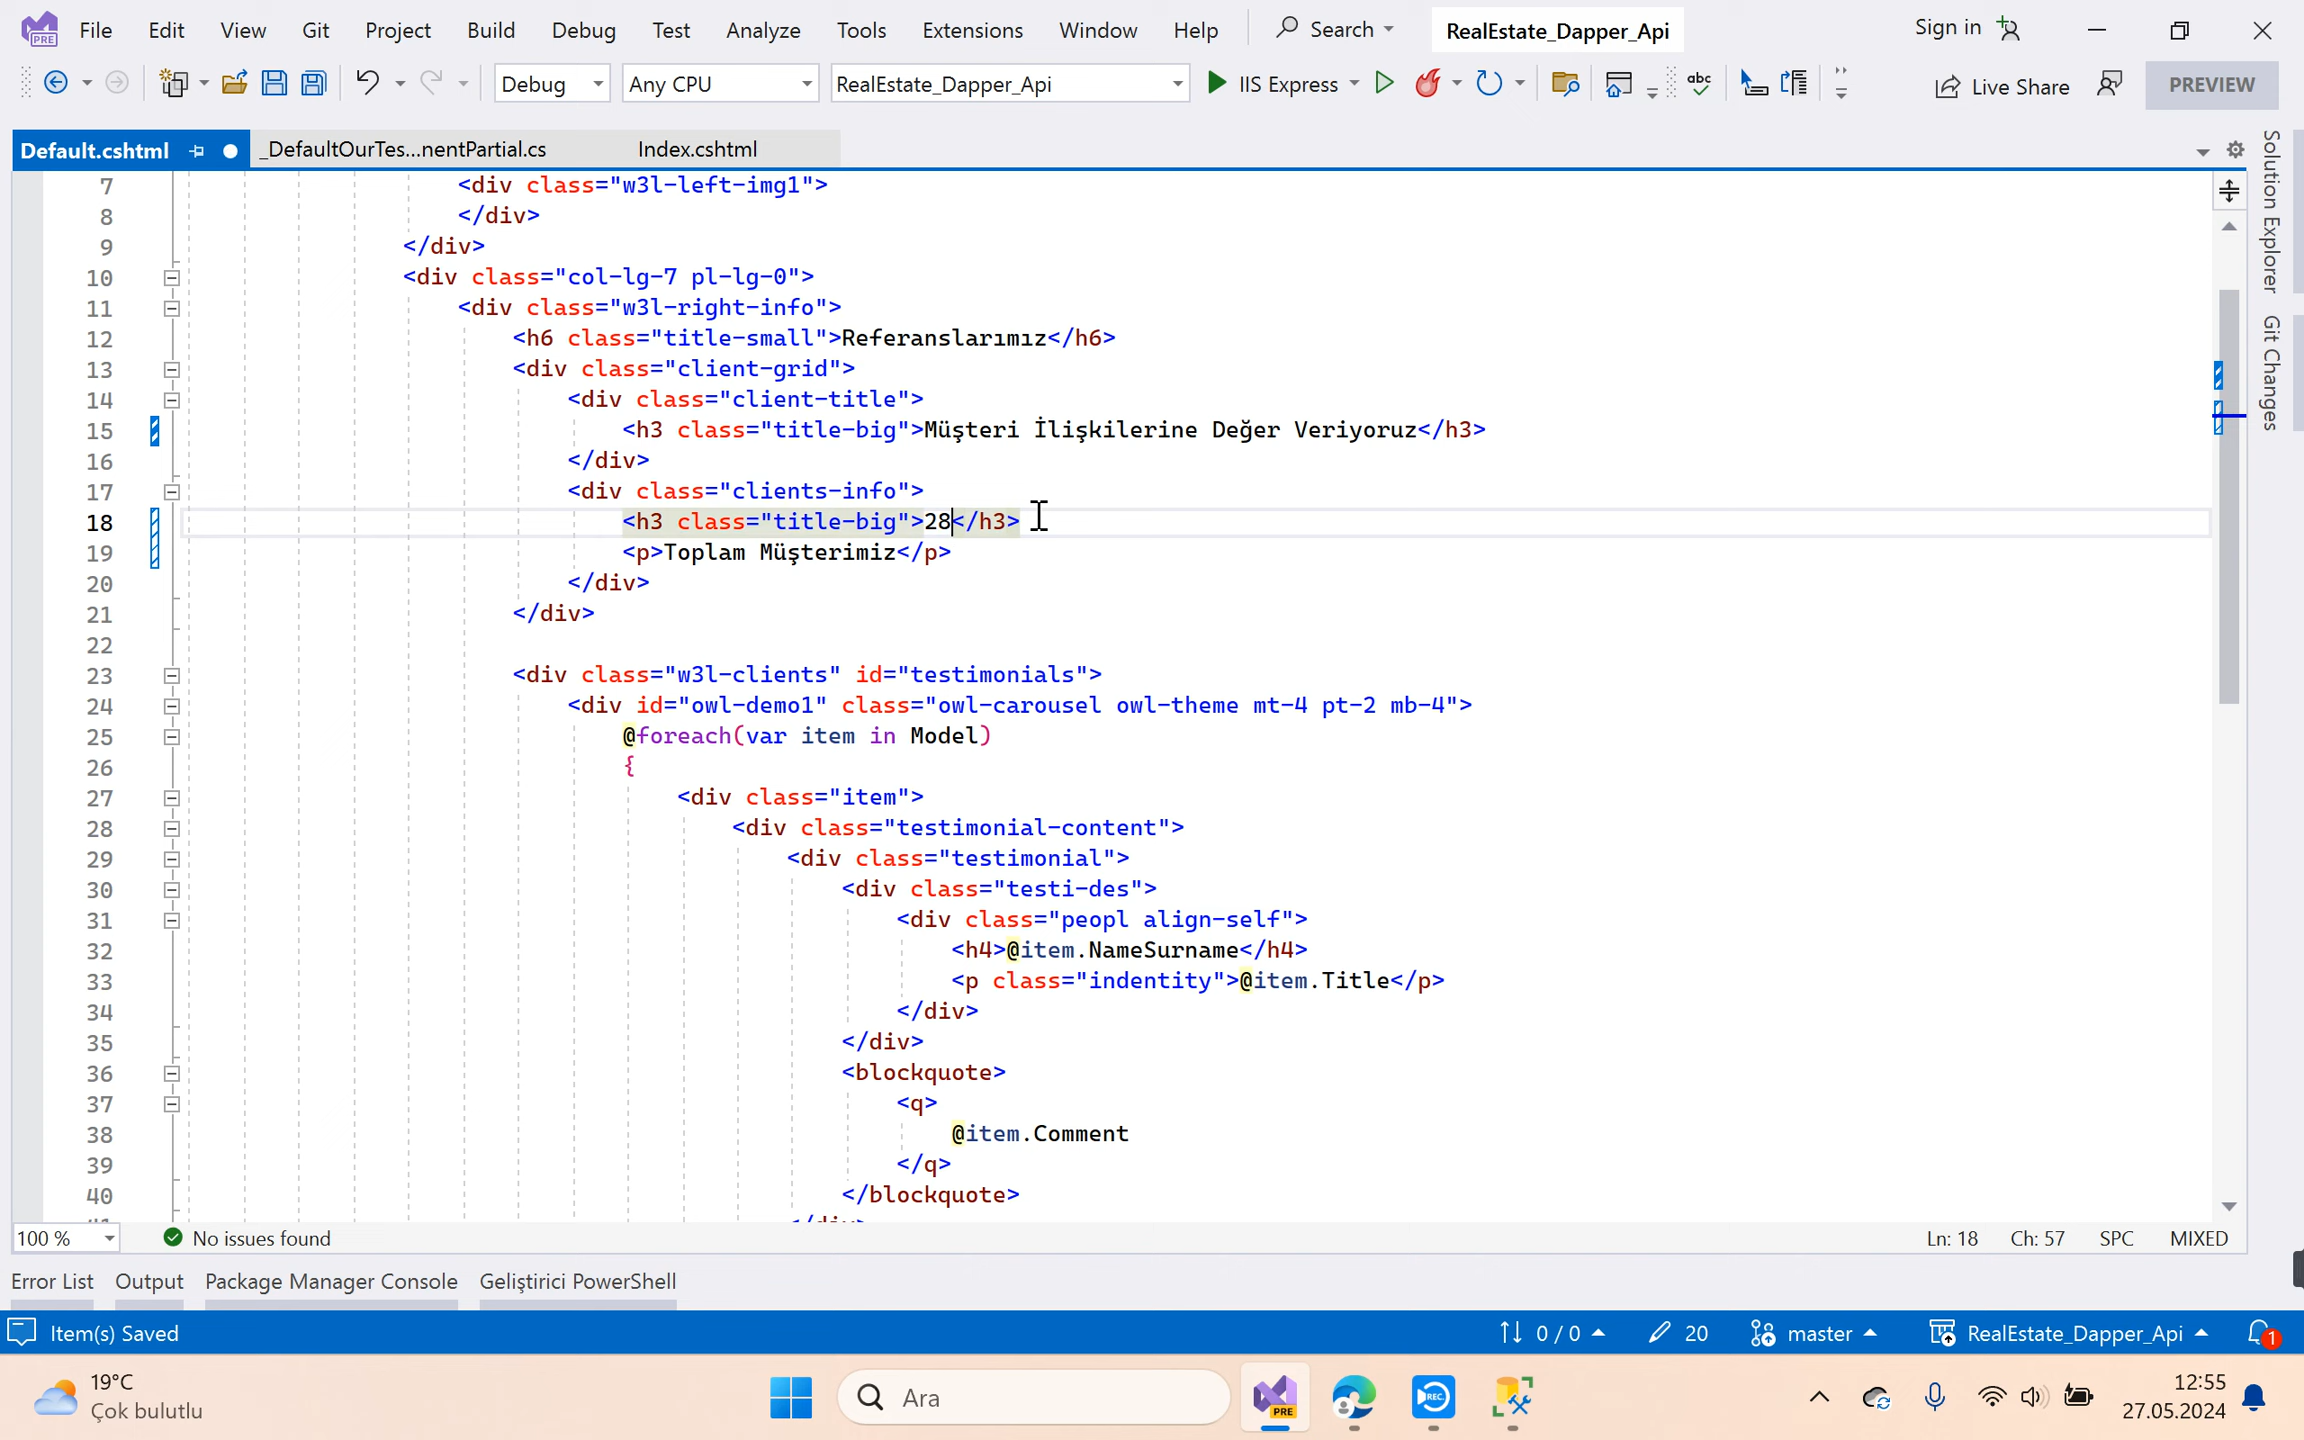 PRE File Edit View Git Project Build Debug Test Analyze Tools Extensions Window Help Search RealEstate_Dapper_Api Sign in
Debug Any CPU RealEstate_Dapper_Api IIS Express abc Live Share PREVIEW
Default.cshtml _DefaultOurTes...nentPartial.cs Index.cshtml
Solution Explorer
Git Changes
7 <div class="w3l-left-img1">
8 </div>
9 </div>
10 <div class="col-lg-7 pl-lg-0">
11 <div class="w3l-right-info">
12 <h6 class="title-small">Referanslarımız</h6>
13 <div class="client-grid">
14 <div class="client-title">
15 <h3 class="title-big">Müşteri İlişkilerine Değer Veriyoruz</h3>
16 </div>
17 <div class="clients-info">
18 <h3 class="title-big">28</h3>
19 <p>Toplam Müşterimiz</p>
20 </div>
21 </div>
22
23 <div class="w3l-clients" id="testimonials">
24 <div id="owl-demo1" class="owl-carousel owl-theme mt-4 pt-2 mb-4">
25 @foreach(var item in Model)
26 {
27 <div class="item">
28 <div class="testimonial-content">
29 <div class="testimonial">
30 <div class="testi-des">
31 <div class="peopl align-self">
32 <h4>@item.NameSurname</h4>
33 <p class="indentity">@item.Title</p>
34 </div>
35 </div>
36 <blockquote>
37 <q>
38 @item.Comment
39 </q>
40 </blockquote>
100 % No issues found Ln: 18 Ch: 57 SPC MIXED
Error List Output Package Manager Console Geliştirici PowerShell
Item(s) Saved 0 / 0 20 master RealEstate_Dapper_Api 1
19°C
Çok bulutlu
Ara
PRE
REC
12:55
27.05.2024